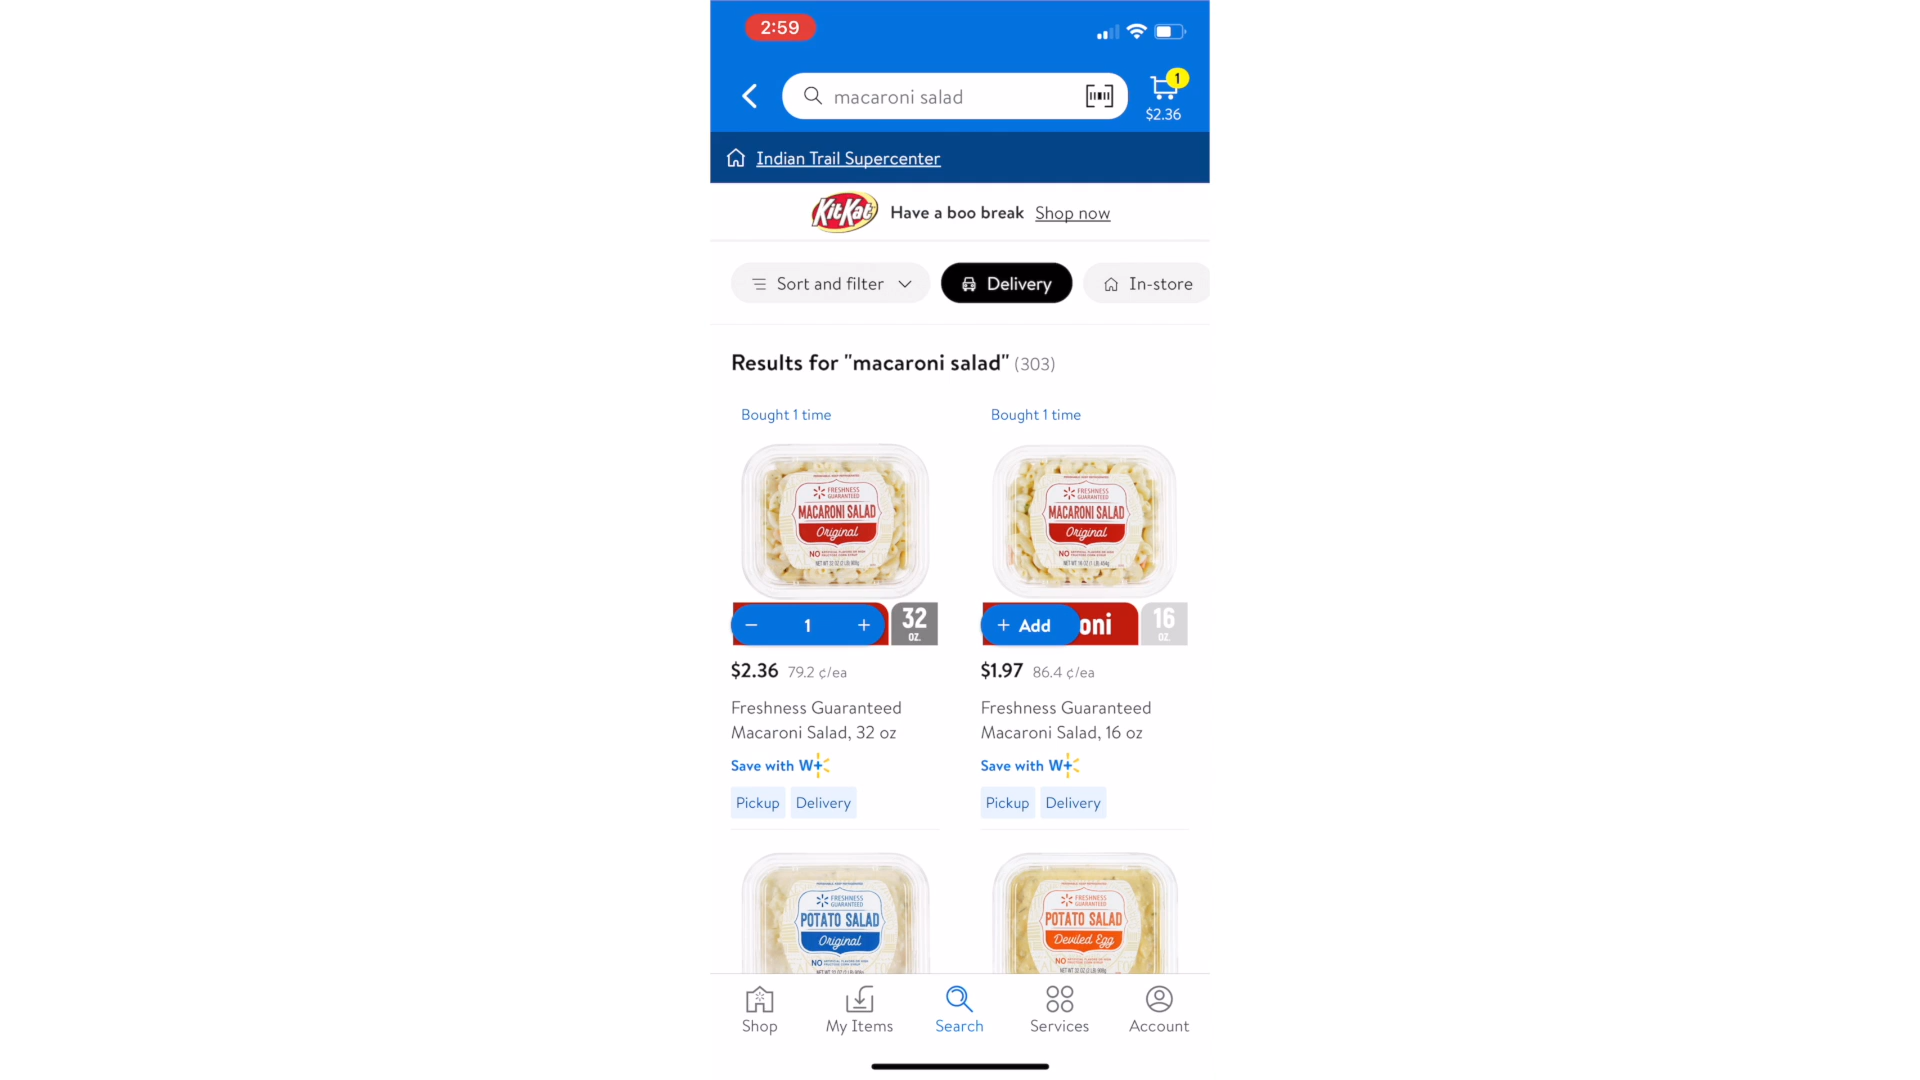 2:59
macaroni salad
1
$2.36
Indian Trail Supercenter
KitKat Have a boo break Shop now
Sort and filter Delivery In-store
Results for "macaroni salad" (303)
Bought 1 time
Bought 1 time
FRESHNESS
GUARANTEED
MACARONI SALAD
Original
NO
FRESHNESS
GUARANTEED
MACARONI SALAD
Original
NO
− 1 + 32
OZ.
+ Add oni 16
OZ.
$2.36 79.2 ¢/ea
Freshness Guaranteed
Macaroni Salad, 32 oz
Save with W+
Pickup Delivery
$1.97 86.4 ¢/ea
Freshness Guaranteed
Macaroni Salad, 16 oz
Save with W+
Pickup Delivery
FRESHNESS
GUARANTEED
POTATO SALAD
Original
NO
FRESHNESS
GUARANTEED
POTATO SALAD
Deviled Egg
NO
Shop My Items Search Services Account